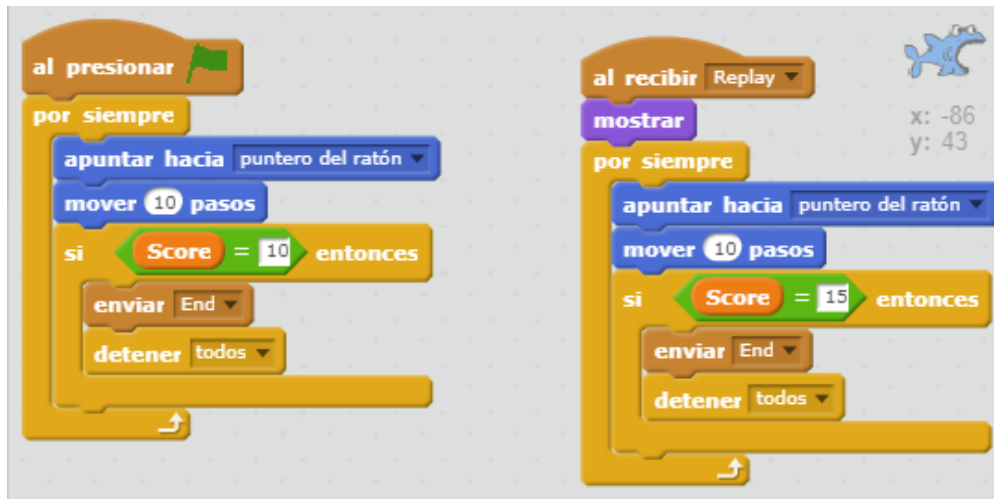 al presionar
por siempre
apuntar hacia puntero del ratón
mover 10 pasos
si Score = 10 entonces
enviar End
detener todos
al recibir Replay
mostrar
por siempre
apuntar hacia puntero del ratón
mover 10 pasos
si Score = 15 entonces
enviar End
detener todos
x: -86
y: 43